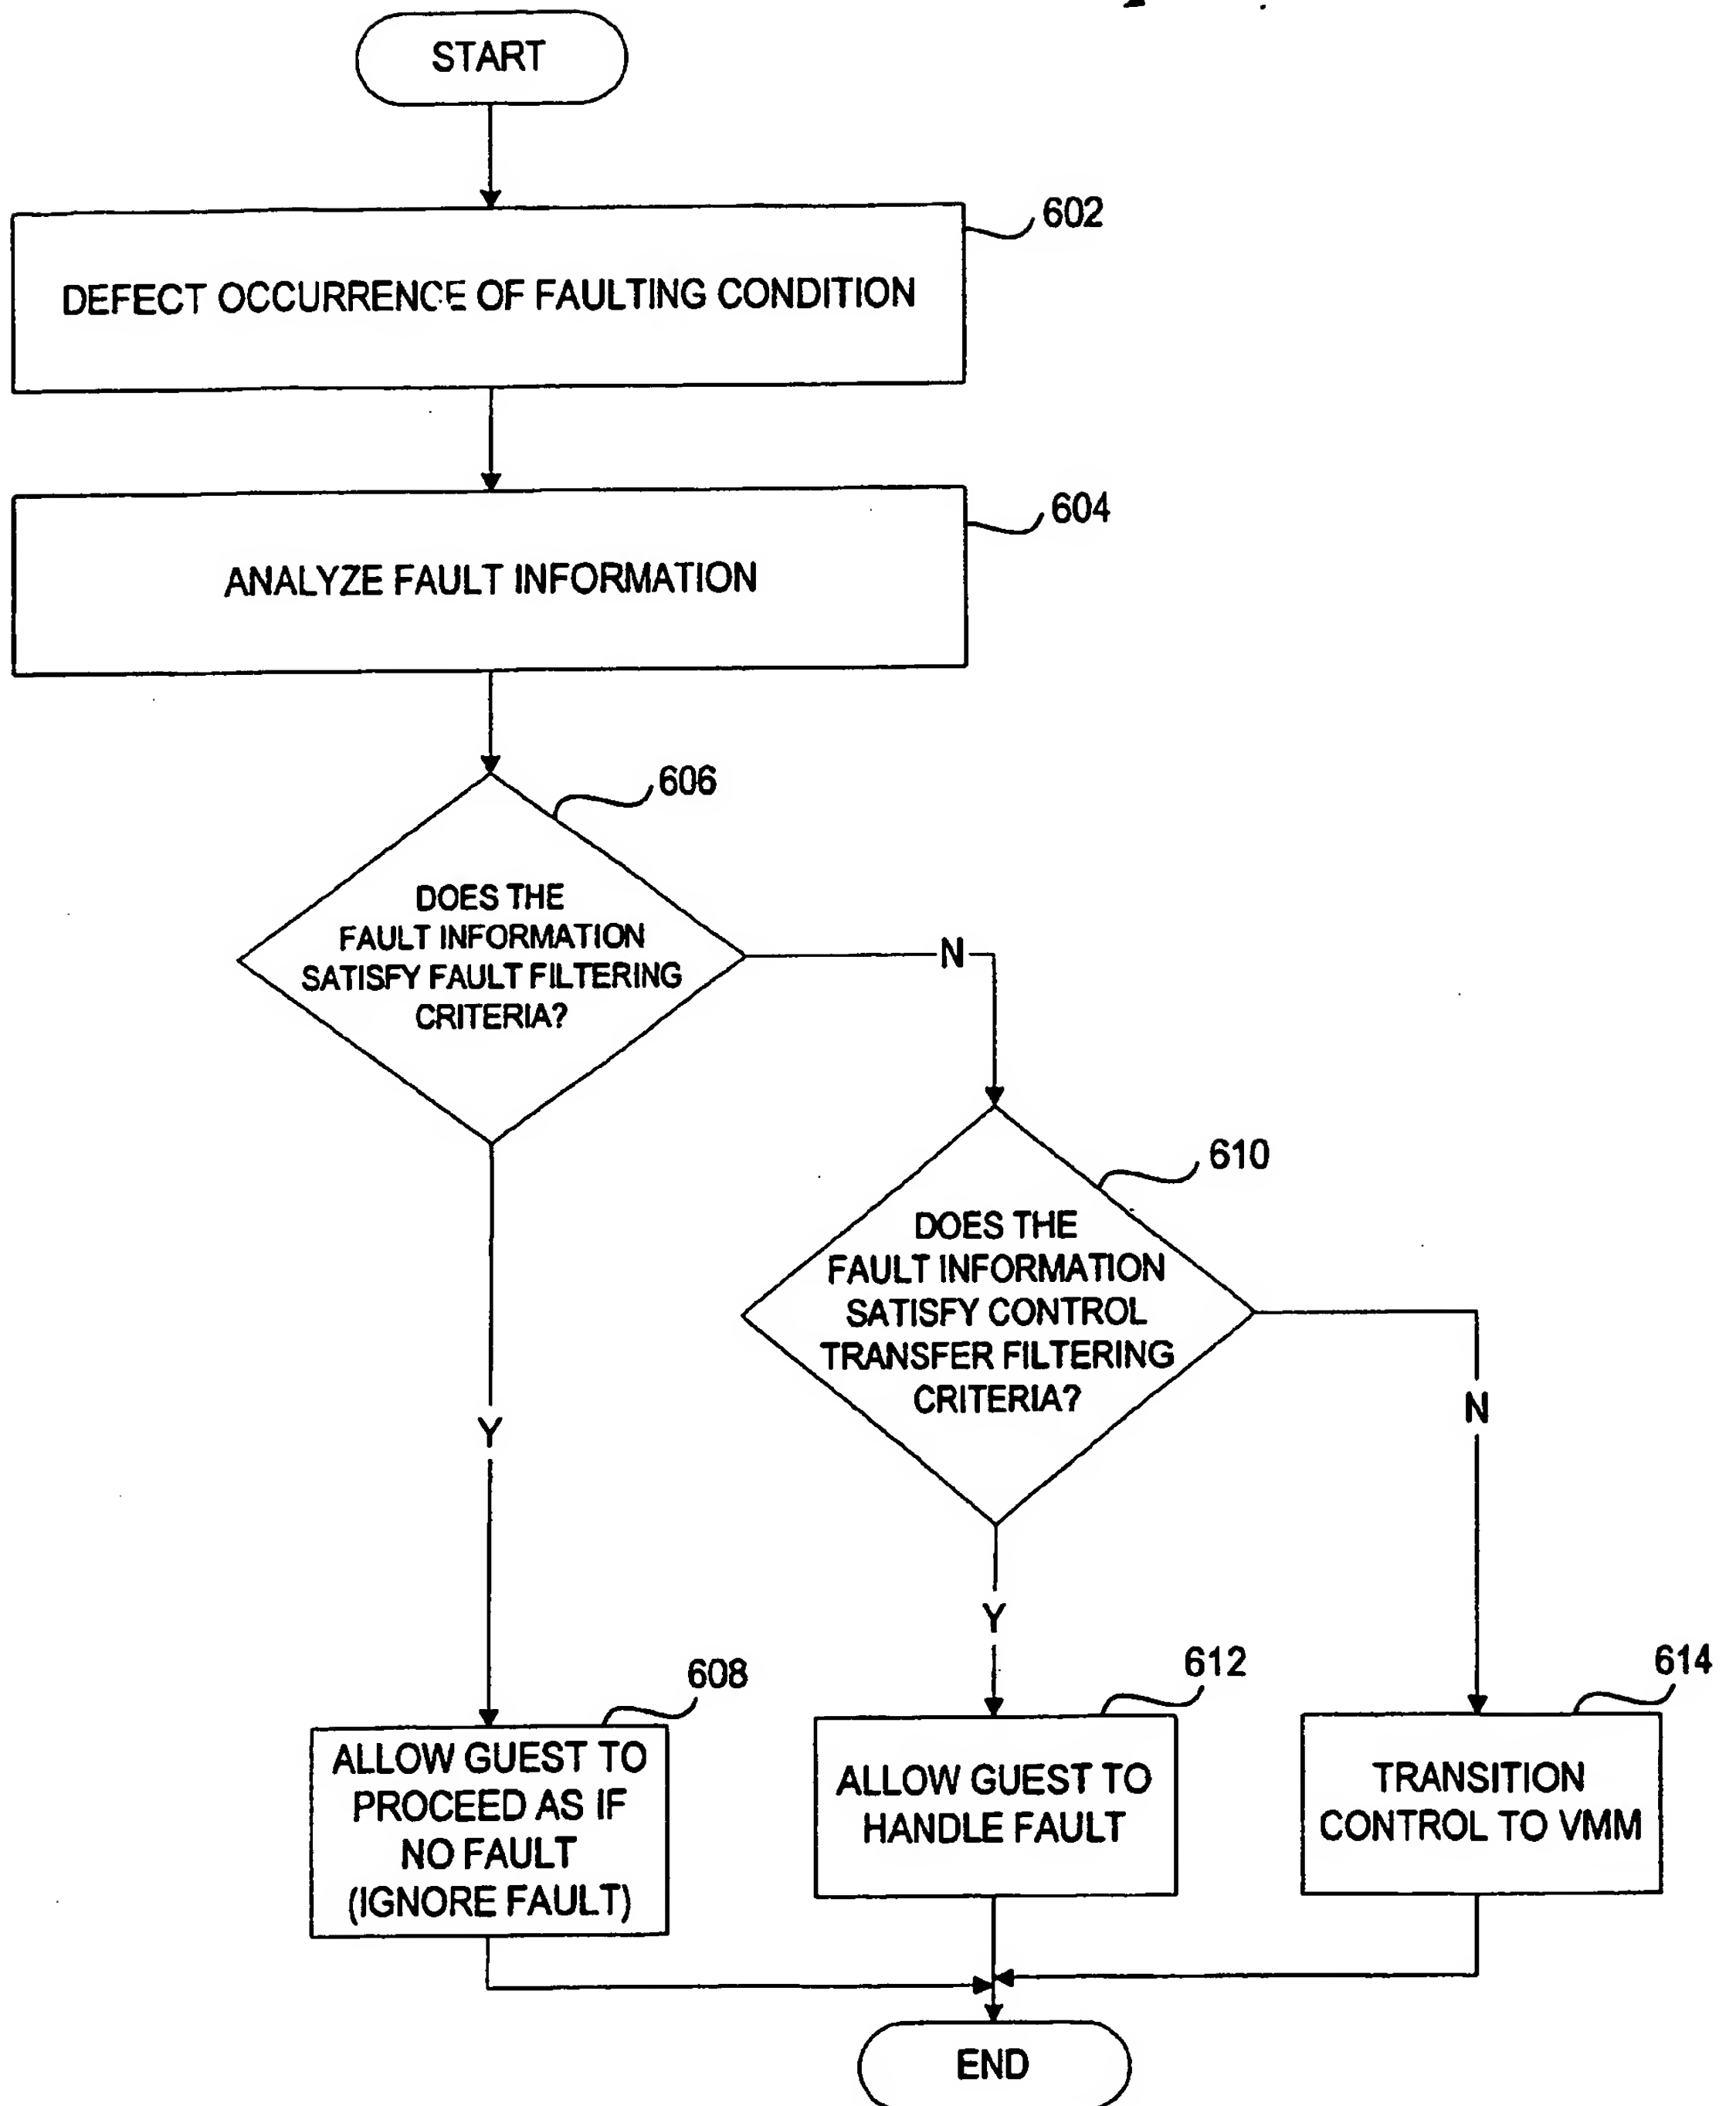 START
602
DEFECT OCCURRENCE OF FAULTING CONDITION
604
ANALYZE FAULT INFORMATION
606
DOES THE
FAULT INFORMATION
SATISFY FAULT FILTERING
CRITERIA?
N
610
DOES THE
FAULT INFORMATION
SATISFY CONTROL
TRANSFER FILTERING
CRITERIA?
N
Y
Y
608
612
614
ALLOW GUEST TO
PROCEED AS IF
NO FAULT
(IGNORE FAULT)
ALLOW GUEST TO
HANDLE FAULT
TRANSITION
CONTROL TO VMM
END